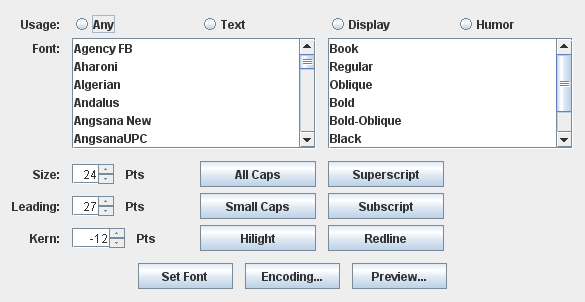 Usage: Any Text Display Humor
Font: Agency FB Book
Aharoni Regular
Algerian Oblique
Andalus Bold
Angsana New Bold-Oblique
AngsanaUPC Black
Size: 24 Pts All Caps Superscript
Leading: 27 Pts Small Caps Subscript
Kern: -12 Pts Hilight Redline
Set Font Encoding... Preview...